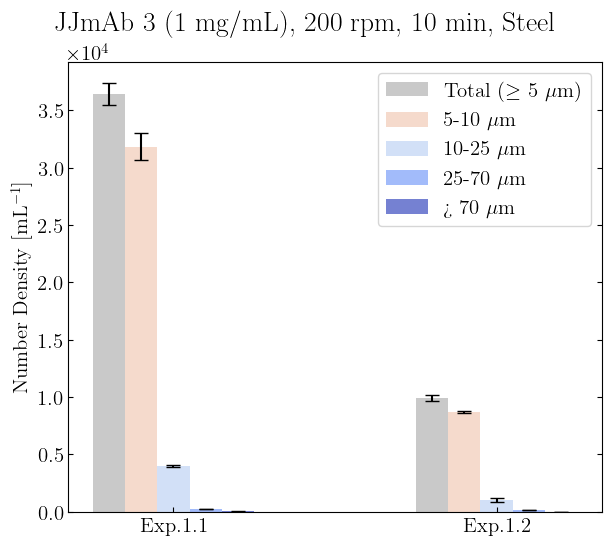 JJmAb 3 (1 mg/mL), 200 rpm, 10 min, Steel
×10⁴
3.5
3.0
2.5
2.0
1.5
1.0
0.5
0.0
Number Density [mL⁻¹]
Total (≥ 5 μm)
5-10 μm
10-25 μm
25-70 μm
¿ 70 μm
Exp.1.1
Exp.1.2